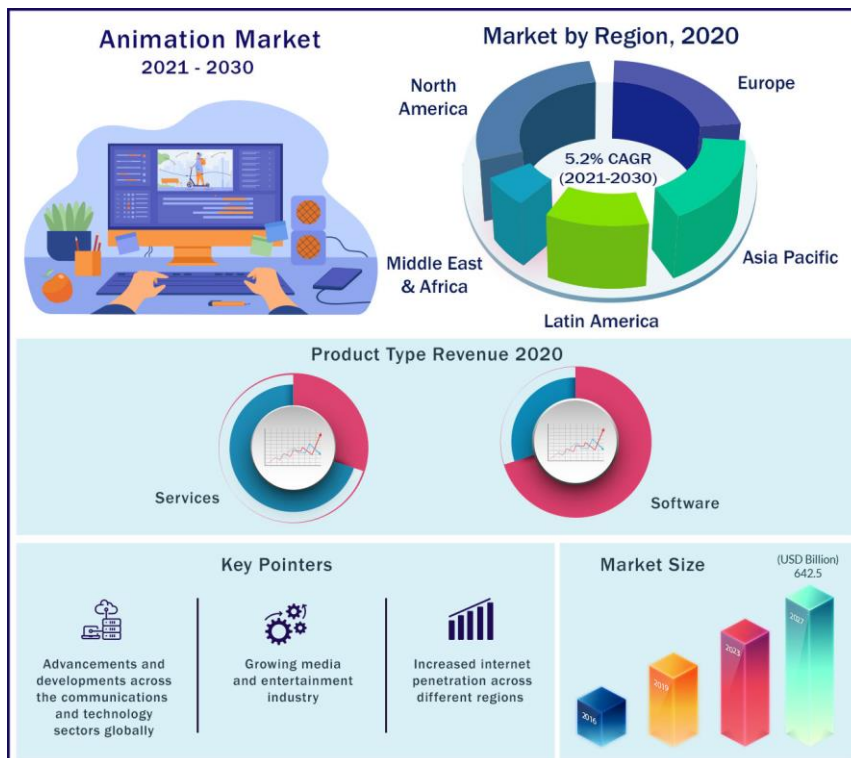 Animation Market
2021 - 2030
Market by Region, 2020
North
America
Europe
5.2% CAGR
(2021-2030)
Middle East
& Africa
Asia Pacific
Latin America
Product Type Revenue 2020
Services
Software
Key Pointers
Advancements and
developments across
the communications
and technology
sectors globally
Growing media
and entertainment
industry
Increased internet
penetration across
different regions
Market Size
(USD Billion)
642.5
2016
2019
2023
2027